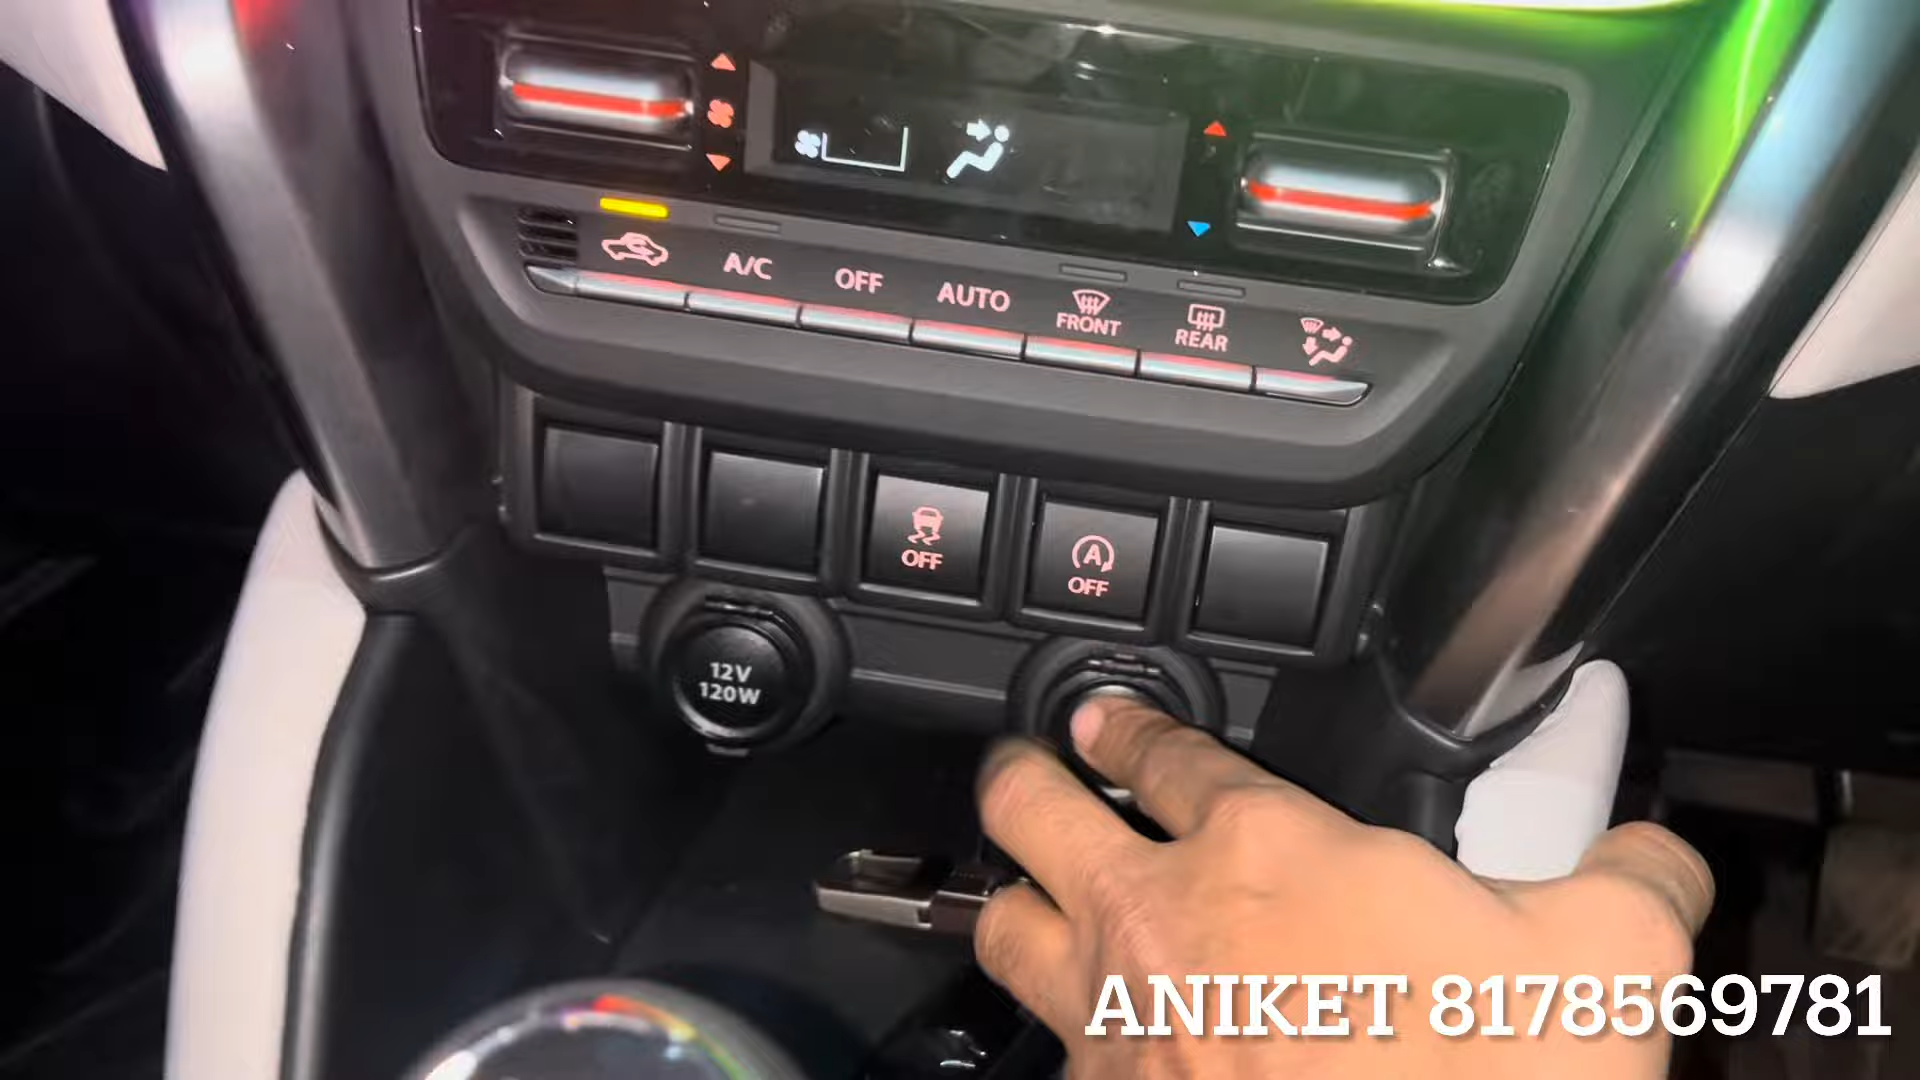 A/C
OFF
AUTO
FRONT
REAR
OFF
A
OFF
12V
120W
ANIKET 8178569781